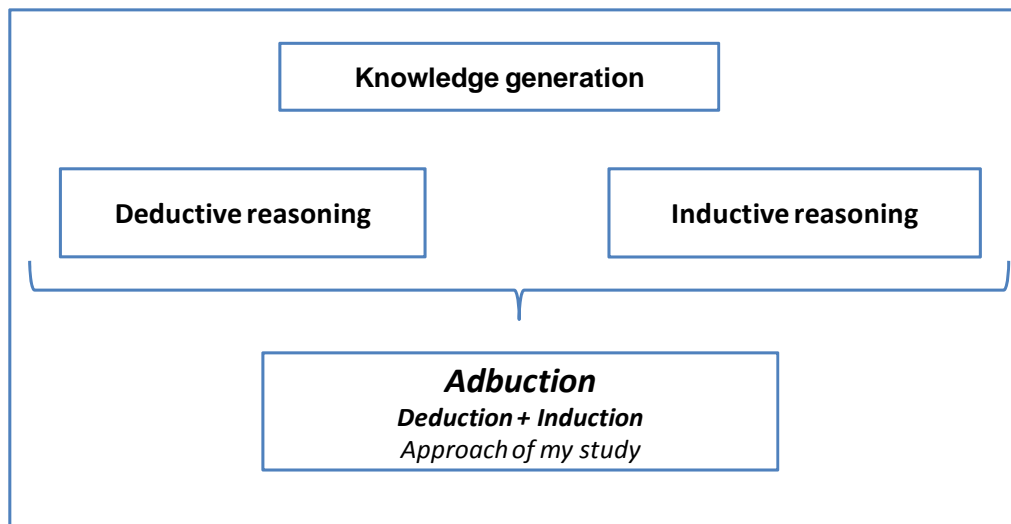 Knowledge generation
Deductive reasoning
Inductive reasoning
Adbuction
Deduction + Induction
Approach of my study